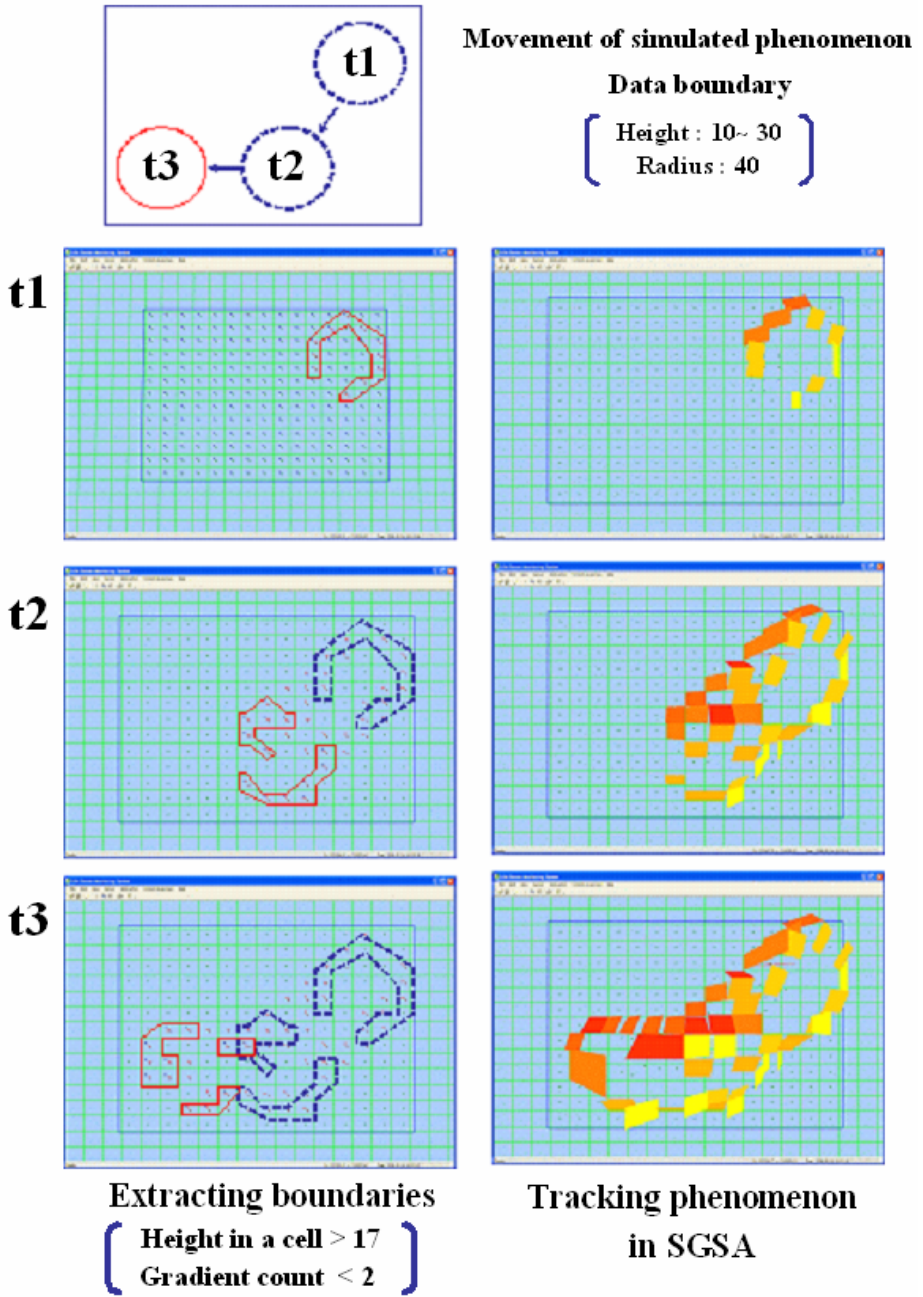 t1
t2
t3
Movement of simulated phenomenon
Data boundary
Height : 10~ 30
Radius : 40
t1
t2
t3
Extracting boundaries
Height in a cell > 17
Gradient count < 2
Tracking phenomenon
in SGSA